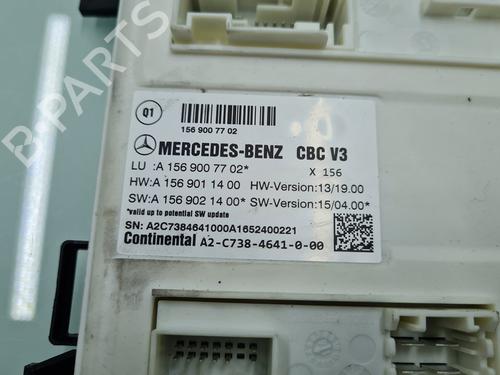 Q1
156 900 77 02
MERCEDES-BENZ CBC V3
LU :A 156 900 77 02* X 156
HW:A 156 901 14 00 HW-Version:13/19.00
SW:A 156 902 14 00* SW-Version:15/04.00*
*valid up to potential SW update
SN: A2C7384641000A1652400221
Continental A2-C738-4641-0-00
B-PARTS